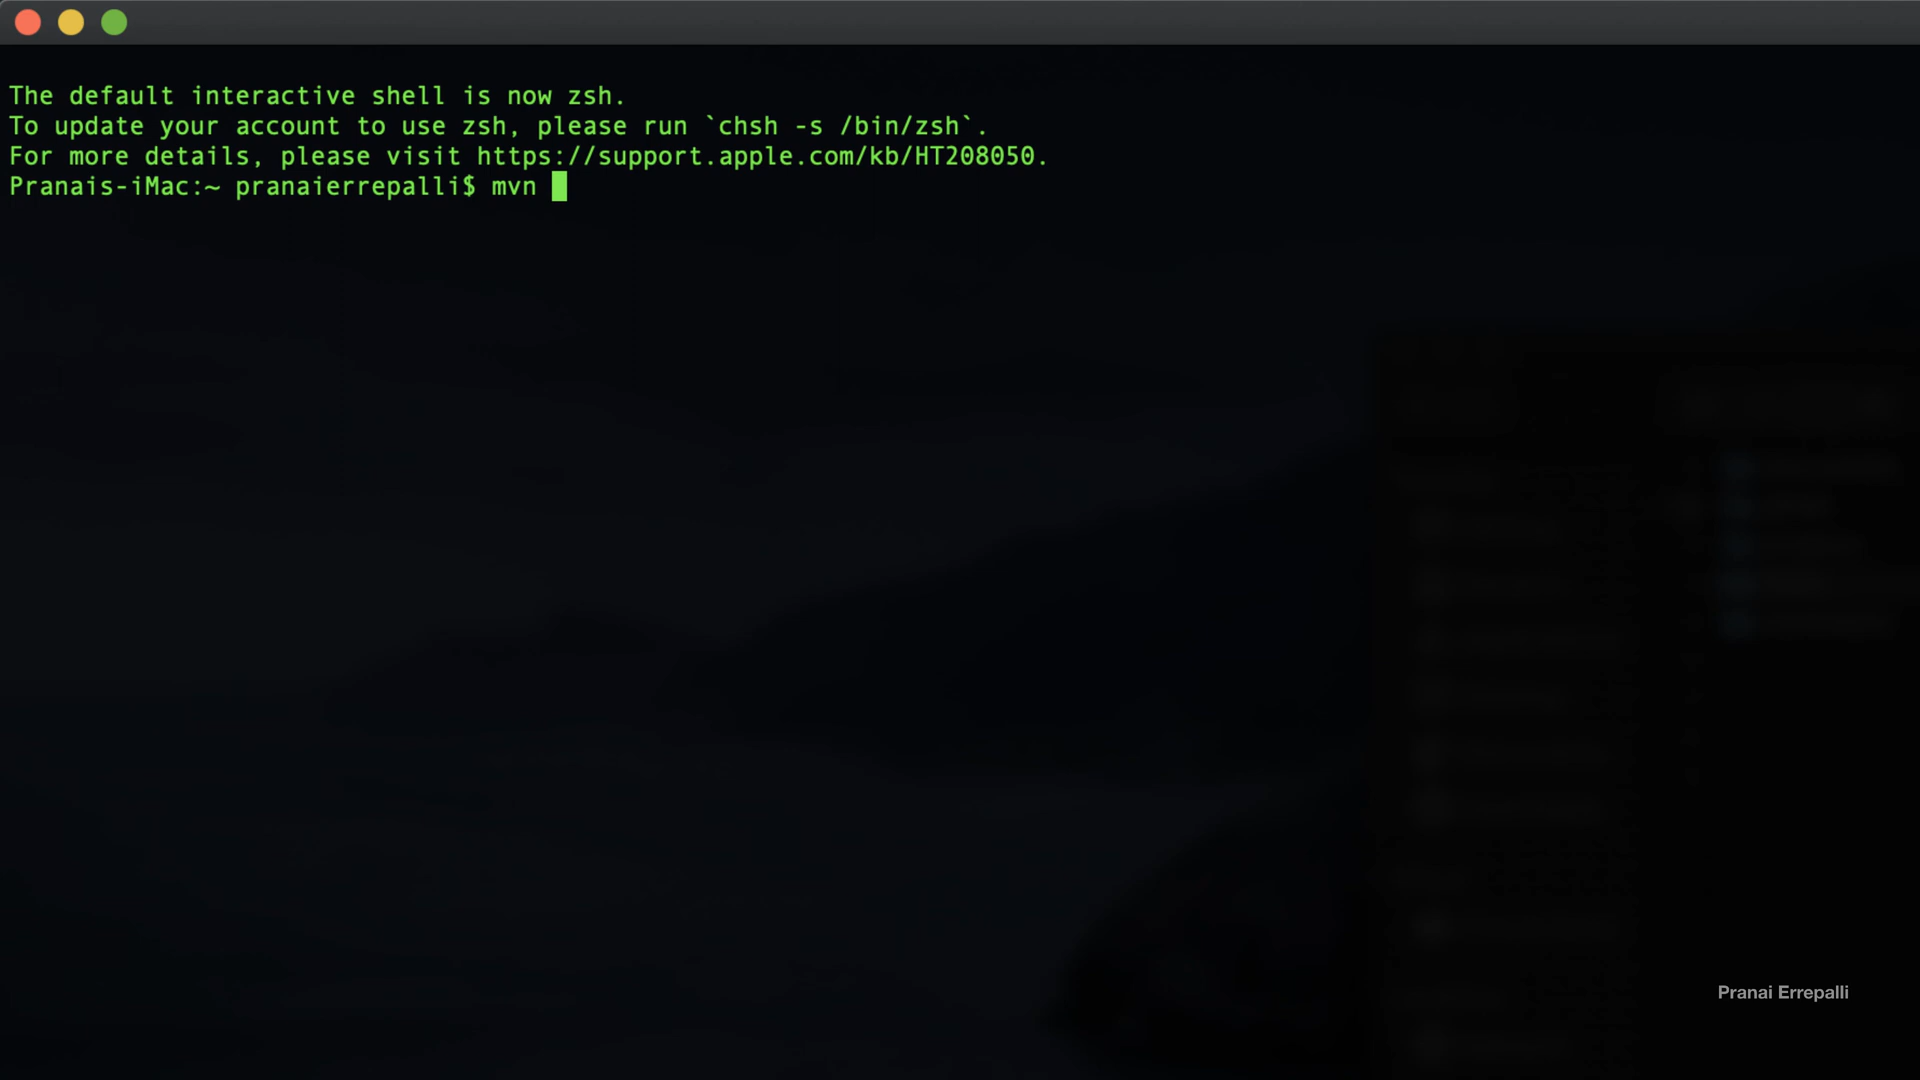 The default interactive shell is now zsh.
To update your account to use zsh, please run `chsh -s /bin/zsh`.
For more details, please visit https://support.apple.com/kb/HT208050.
Pranais-iMac:~ pranaierrepalli$ mvn
Pranai Errepalli